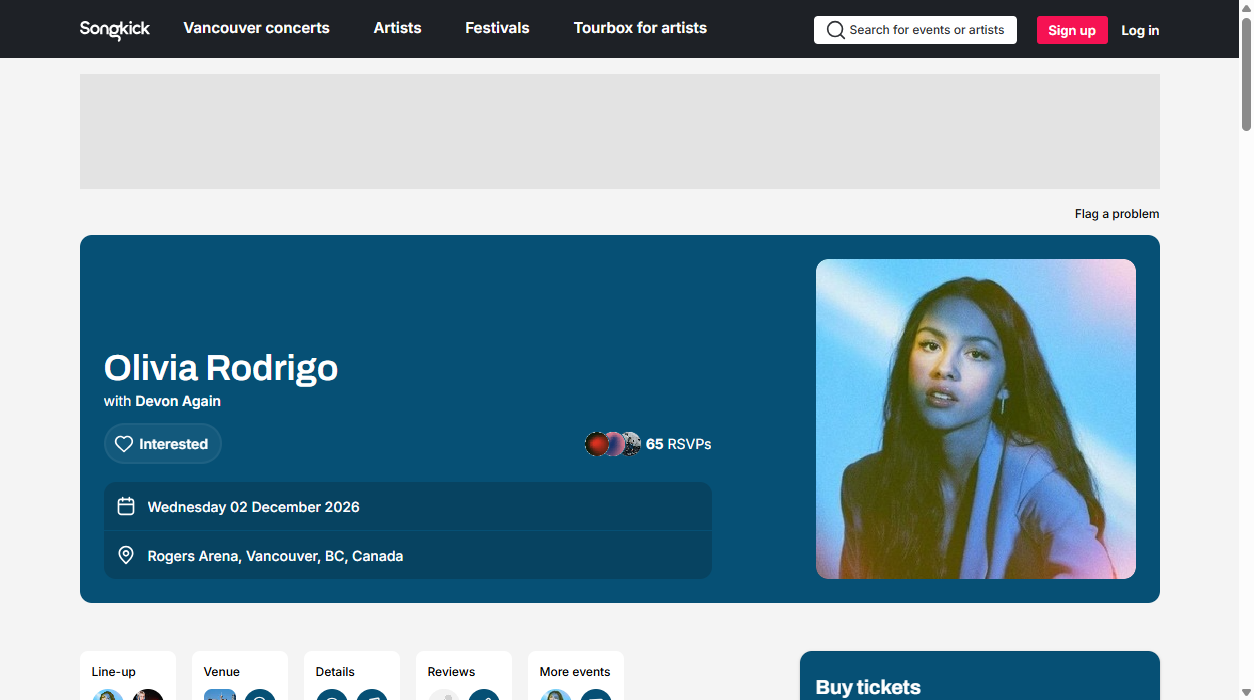 Songkick
Vancouver concerts
Artists
Festivals
Tourbox for artists
Search for events or artists
Sign up
Log in
Flag a problem
Olivia Rodrigo
with Devon Again
Interested
65 RSVPs
Wednesday 02 December 2026
Rogers Arena, Vancouver, BC, Canada
Line-up
Venue
Details
Reviews
More events
Buy tickets